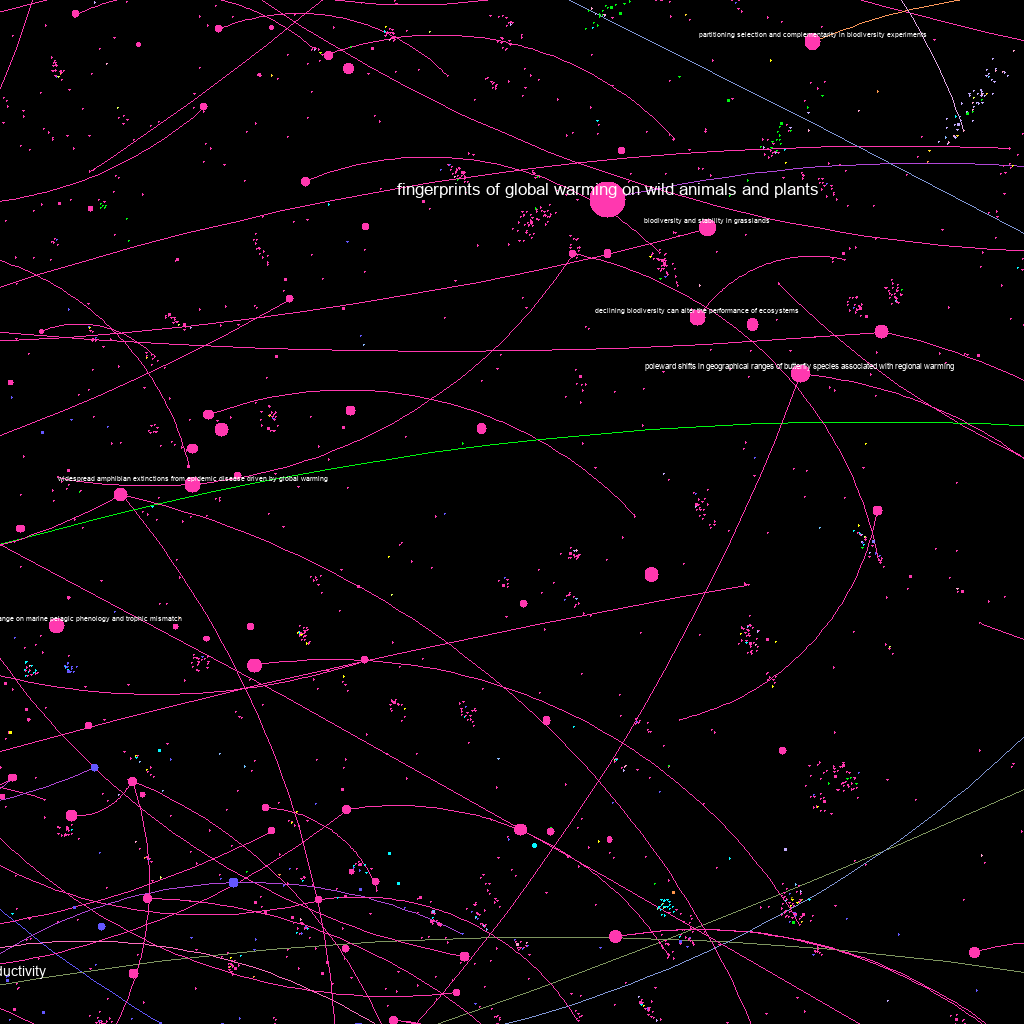 partitioning selection and complementarity in biodiversity experiments
fingerprints of global warming on wild animals and plants
biodiversity and stability in grasslands
declining biodiversity can alter the performance of ecosystems
poleward shifts in geographical ranges of butterfly species associated with regional warming
widespread amphibian extinctions from epidemic disease driven by global warming
ange on marine pelagic phenology and trophic mismatch
ductivity